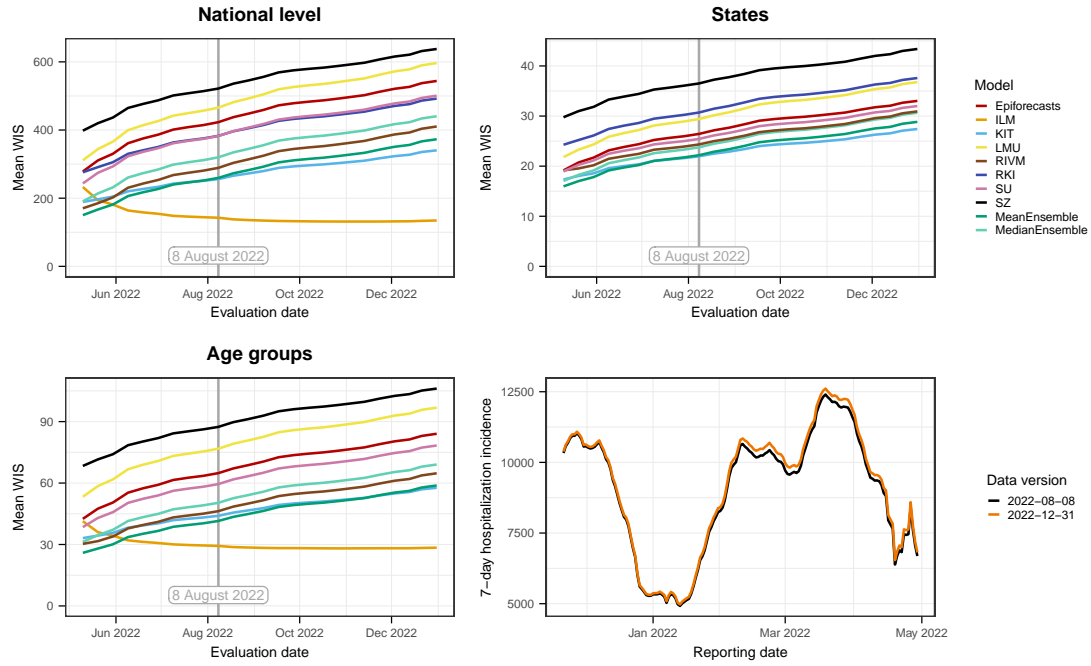 National level
Mean WIS
600
400
200
0
8 August 2022
Jun 2022
Aug 2022
Oct 2022
Dec 2022
Evaluation date
States
Mean WIS
40
30
20
10
0
8 August 2022
Jun 2022
Aug 2022
Oct 2022
Dec 2022
Evaluation date
Model
Epiforecasts
ILM
KIT
LMU
RIVM
RKI
SU
SZ
MeanEnsemble
MedianEnsemble
Age groups
Mean WIS
90
60
30
0
8 August 2022
Jun 2022
Aug 2022
Oct 2022
Dec 2022
Evaluation date
7−day hospitalization incidence
12500
10000
7500
5000
Jan 2022
Mar 2022
May 2022
Reporting date
Data version
2022−08−08
2022−12−31